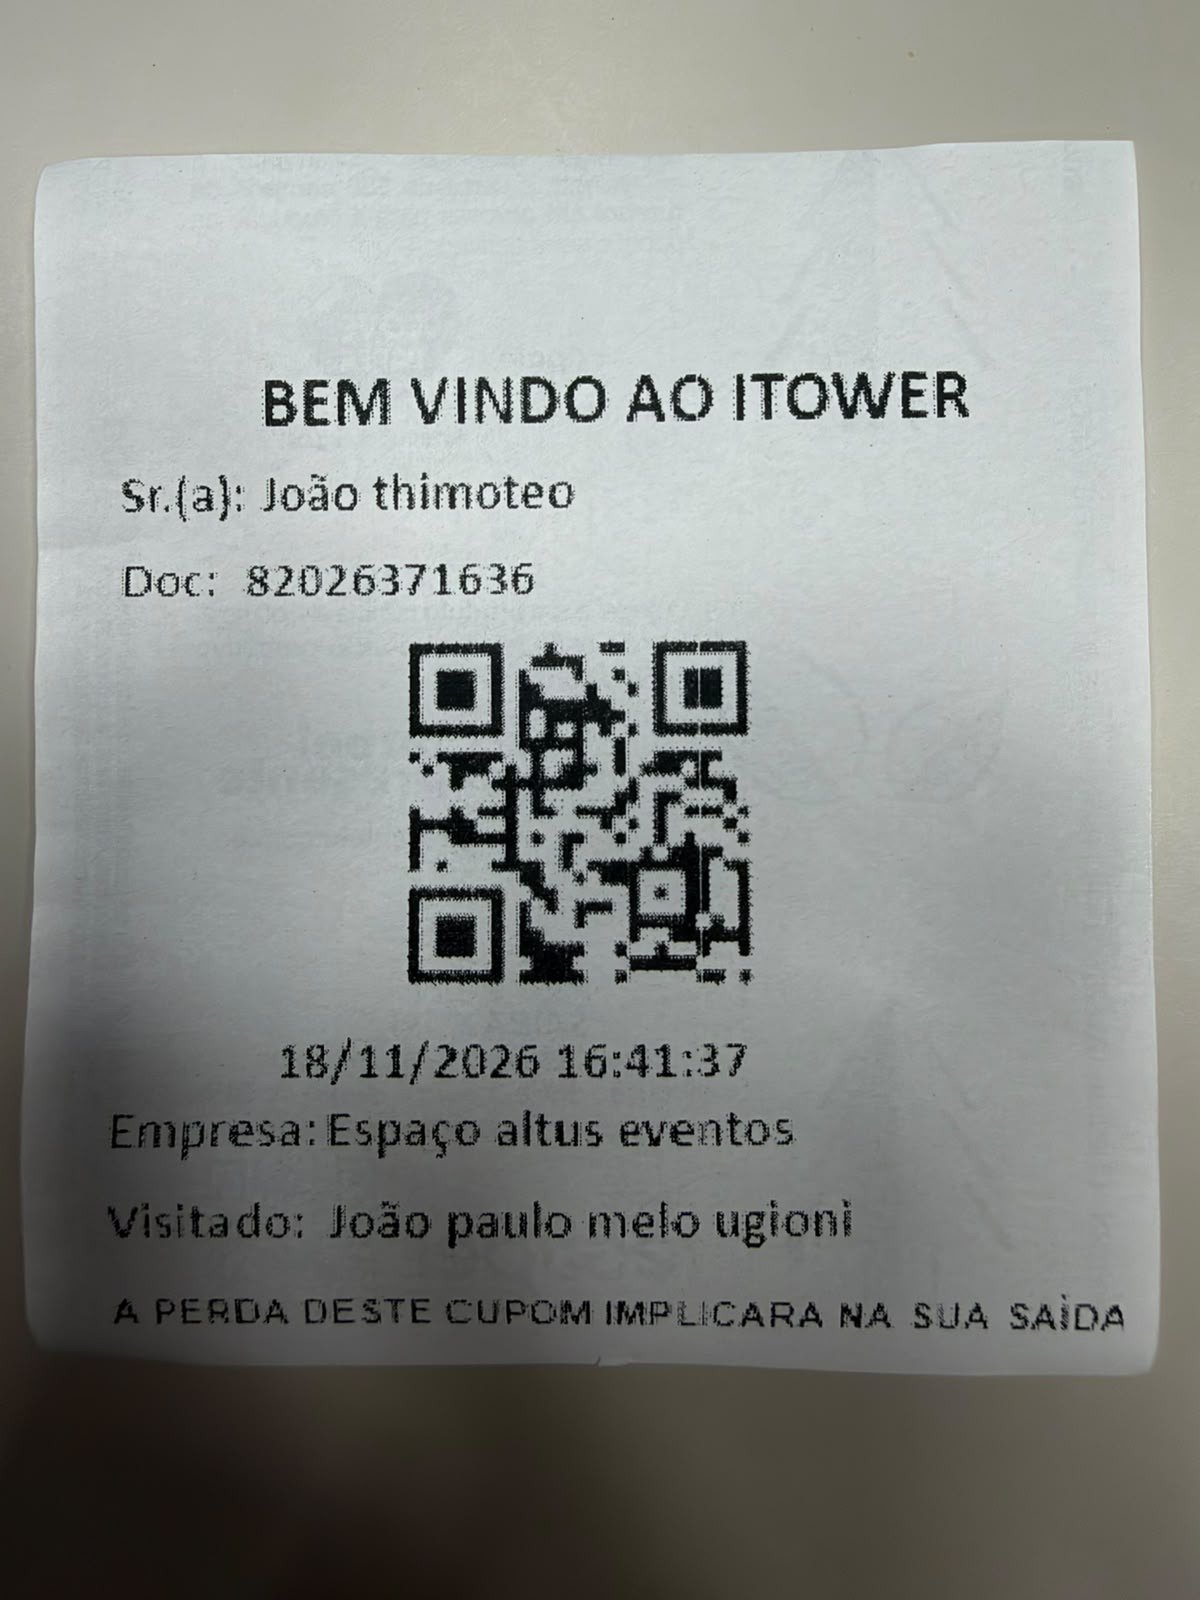 BEM VINDO AO ITOWER
Sr.(a): João thimoteo
Doc: 82026371636
18/11/2026 16:41:37
Empresa: Espaço altus eventos
Visitado: João paulo melo ugioni
A PERDA DESTE CUPOM IMPLICARA NA SUA SAÍDA